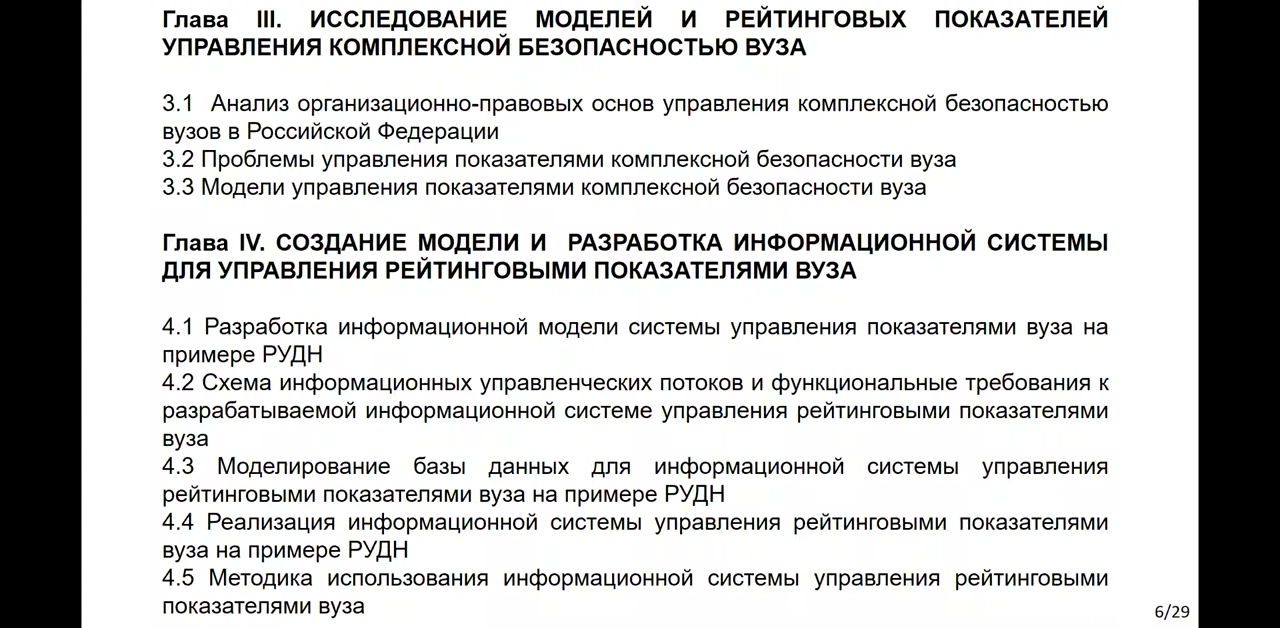 Глава III. ИССЛЕДОВАНИЕ МОДЕЛЕЙ И РЕЙТИНГОВЫХ ПОКАЗАТЕЛЕЙ
УПРАВЛЕНИЯ КОМПЛЕКСНОЙ БЕЗОПАСНОСТЬЮ ВУЗА
3.1 Анализ организационно-правовых основ управления комплексной безопасностью
вузов в Российской Федерации
3.2 Проблемы управления показателями комплексной безопасности вуза
3.3 Модели управления показателями комплексной безопасности вуза
Глава IV. СОЗДАНИЕ МОДЕЛИ И РАЗРАБОТКА ИНФОРМАЦИОННОЙ СИСТЕМЫ
ДЛЯ УПРАВЛЕНИЯ РЕЙТИНГОВЫМИ ПОКАЗАТЕЛЯМИ ВУЗА
4.1 Разработка информационной модели системы управления показателями вуза на
примере РУДН
4.2 Схема информационных управленческих потоков и функциональные требования к
разрабатываемой информационной системе управления рейтинговыми показателями
вуза
4.3 Моделирование базы данных для информационной системы управления
рейтинговыми показателями вуза на примере РУДН
4.4 Реализация информационной системы управления рейтинговыми показателями
вуза на примере РУДН
4.5 Методика использования информационной системы управления рейтинговыми
показателями вуза
6/29